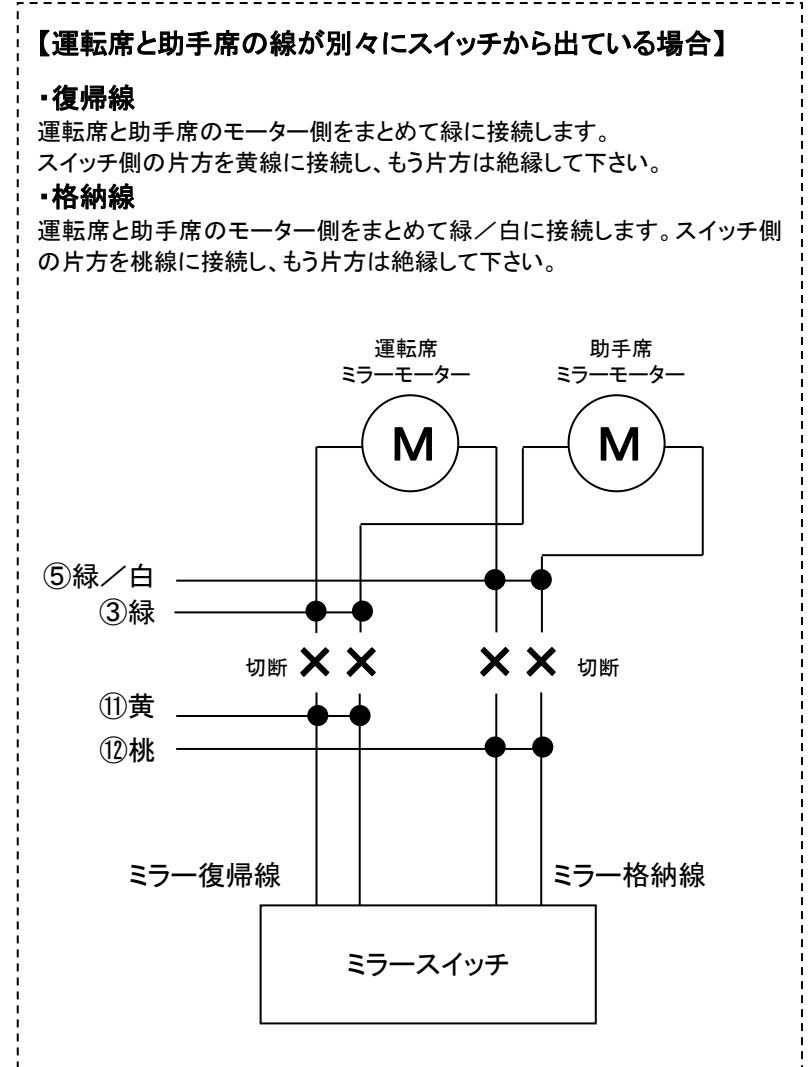 【運転席と助手席の線が別々にスイッチから出ている場合】
・復帰線
運転席と助手席のモーター側をまとめて緑に接続します。
スイッチ側の片方を黄線に接続し、もう片方は絶縁して下さい。
・格納線
運転席と助手席のモーター側をまとめて緑／白に接続します。スイッチ側
の片方を桃線に接続し、もう片方は絶縁して下さい。
運転席
ミラーモーター
助手席
ミラーモーター
M
M
⑤緑／白
③緑
切断
切断
⑪黄
⑫桃
ミラー復帰線
ミラー格納線
ミラースイッチ